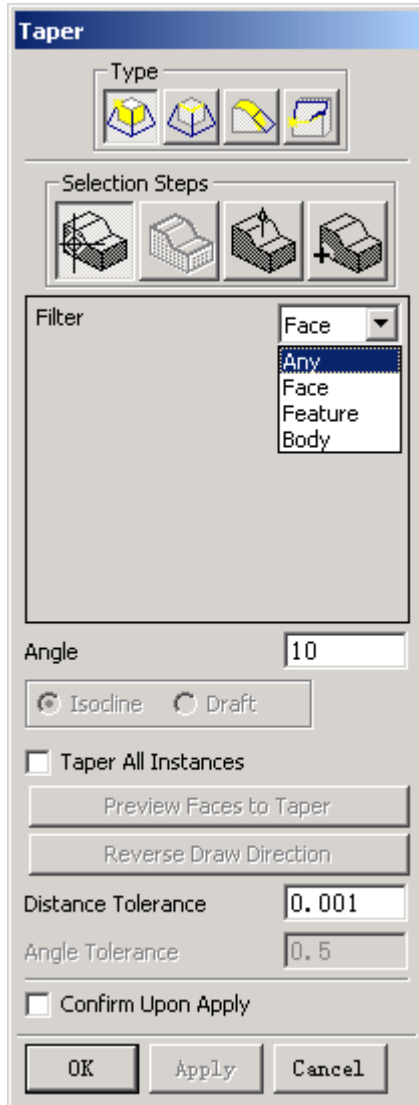 Taper
Type
Selection Steps
Filter
Face
Any
Face
Feature
Body
Angle
10
Isocline Draft
Taper All Instances
Preview Faces to Taper
Reverse Draw Direction
Distance Tolerance
0.001
Angle Tolerance
0.5
Confirm Upon Apply
OK Apply Cancel